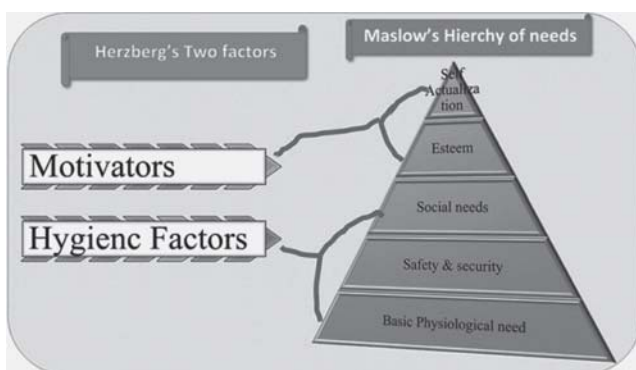 Herzberg's Two factors
Maslow's Hierchy of needs
Self
Actualiza
tion
Motivators
Esteem
Hygienc Factors
Social needs
Safety & security
Basic Physiological need